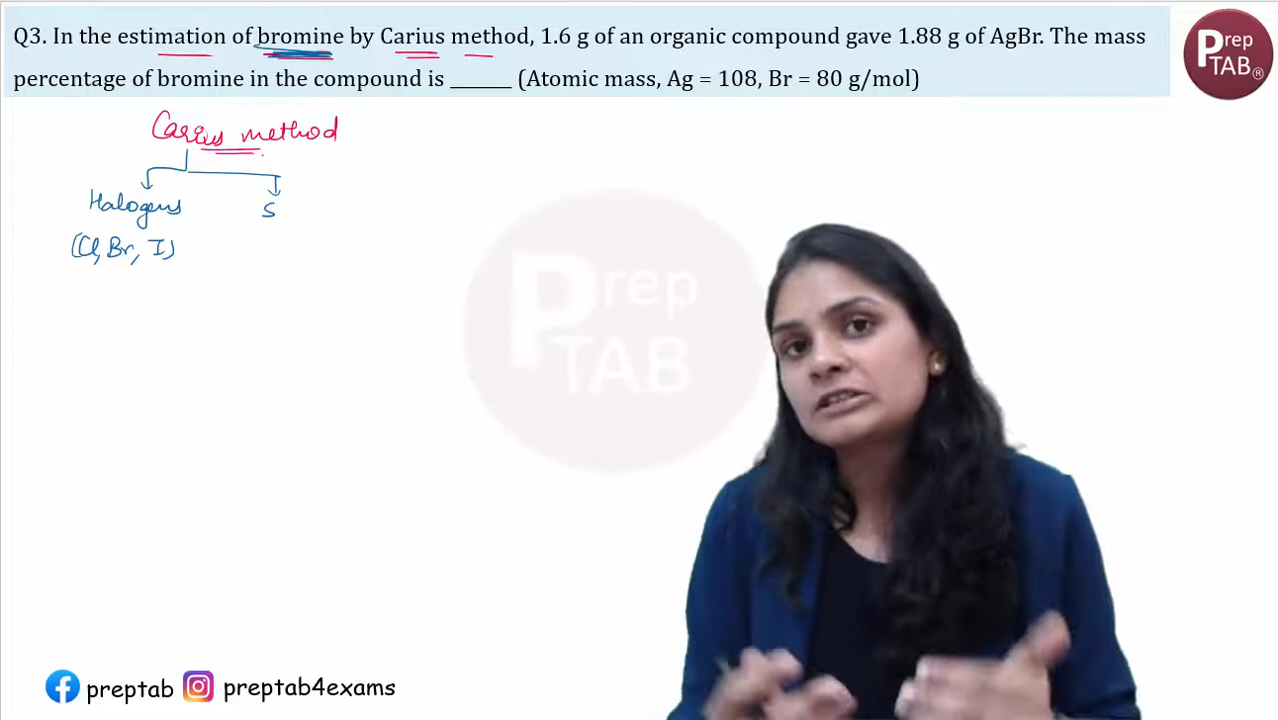 Q3. In the estimation of bromine by Carius method, 1.6 g of an organic compound gave 1.88 g of AgBr. The mass
percentage of bromine in the compound is ______ (Atomic mass, Ag = 108, Br = 80 g/mol)
Prep
TAB®
Carius method
Halogens S
(Cl, Br, I)
Prep
TAB
preptab preptab4exams